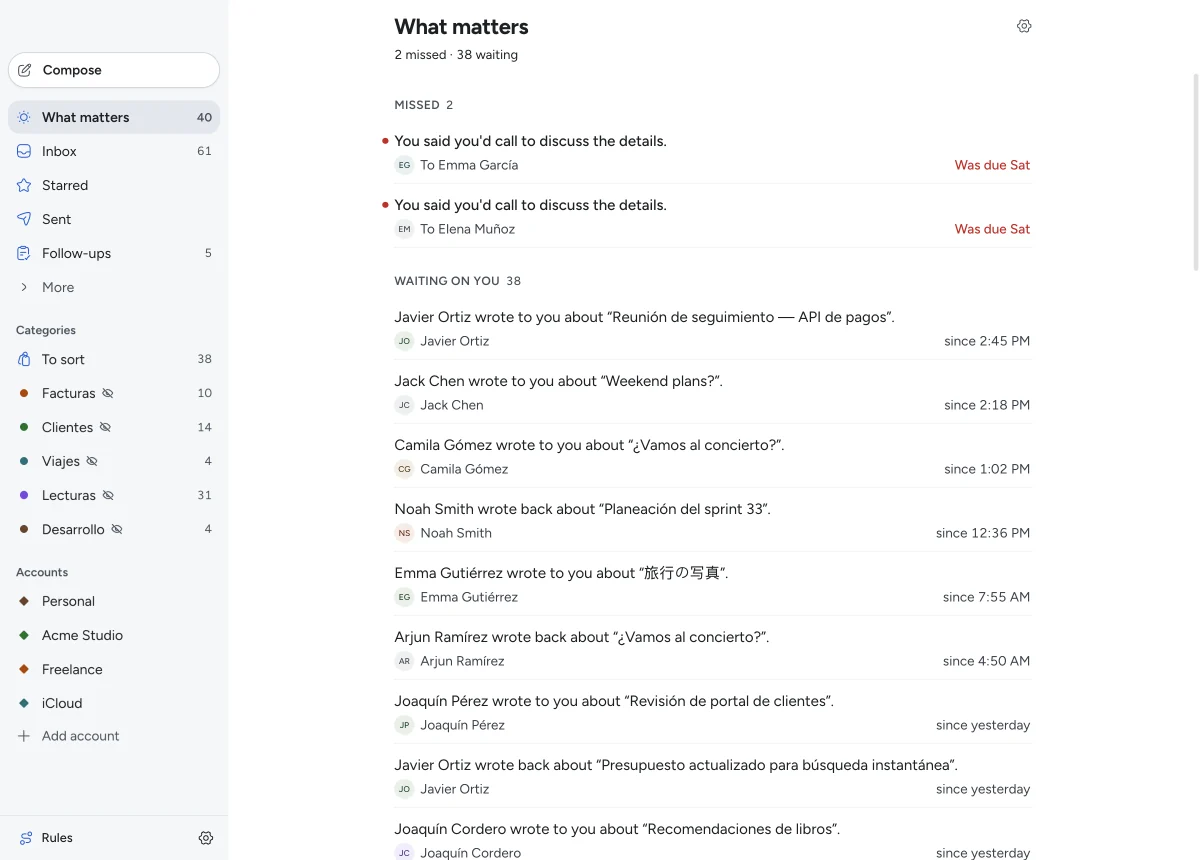 Compose
What matters 40
Inbox 61
Starred
Sent
Follow-ups 5
More
Categories
To sort 38
Facturas 10
Clientes 14
Viajes 4
Lecturas 31
Desarrollo 4
Accounts
Personal
Acme Studio
Freelance
iCloud
Add account
Rules
What matters
2 missed · 38 waiting
MISSED 2
You said you'd call to discuss the details.
EG To Emma García Was due Sat
You said you'd call to discuss the details.
EM To Elena Muñoz Was due Sat
WAITING ON YOU 38
Javier Ortiz wrote to you about “Reunión de seguimiento — API de pagos”.
JO Javier Ortiz since 2:45 PM
Jack Chen wrote to you about “Weekend plans?”.
JC Jack Chen since 2:18 PM
Camila Gómez wrote to you about “¿Vamos al concierto?”.
CG Camila Gómez since 1:02 PM
Noah Smith wrote back about “Planeación del sprint 33”.
NS Noah Smith since 12:36 PM
Emma Gutiérrez wrote to you about “旅行の写真”.
EG Emma Gutiérrez since 7:55 AM
Arjun Ramírez wrote back about “¿Vamos al concierto?”.
AR Arjun Ramírez since 4:50 AM
Joaquín Pérez wrote to you about “Revisión de portal de clientes”.
JP Joaquín Pérez since yesterday
Javier Ortiz wrote back about “Presupuesto actualizado para búsqueda instantánea”.
JO Javier Ortiz since yesterday
Joaquín Cordero wrote to you about “Recomendaciones de libros”.
JC Joaquín Cordero since yesterday